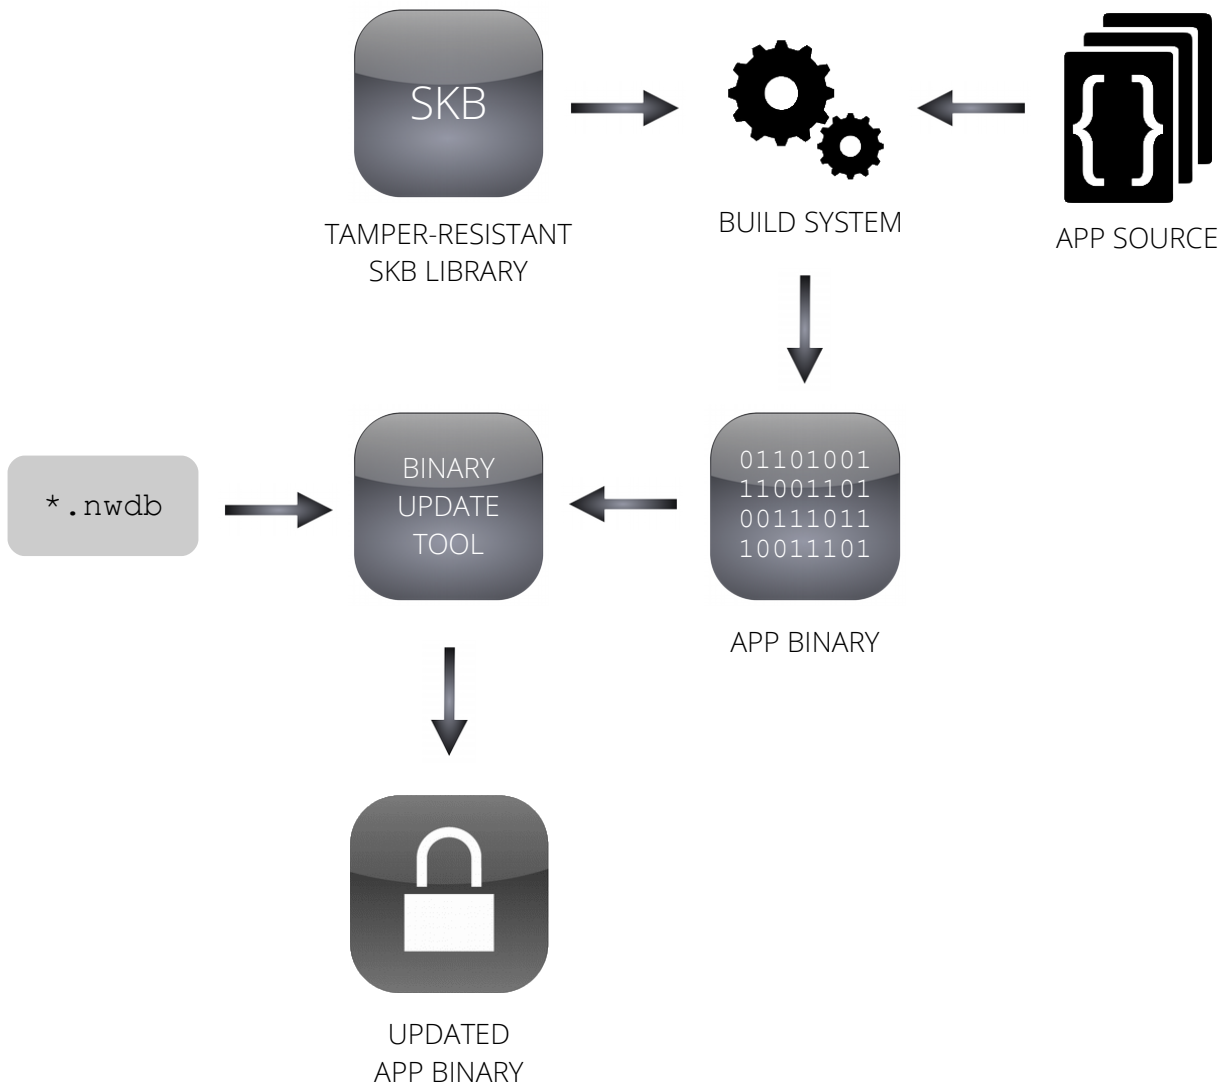 SKB
TAMPER-RESISTANT
SKB LIBRARY
BUILD SYSTEM
APP SOURCE
*.nwdb
BINARY
UPDATE
TOOL
01101001
11001101
00111011
10011101
APP BINARY
UPDATED
APP BINARY